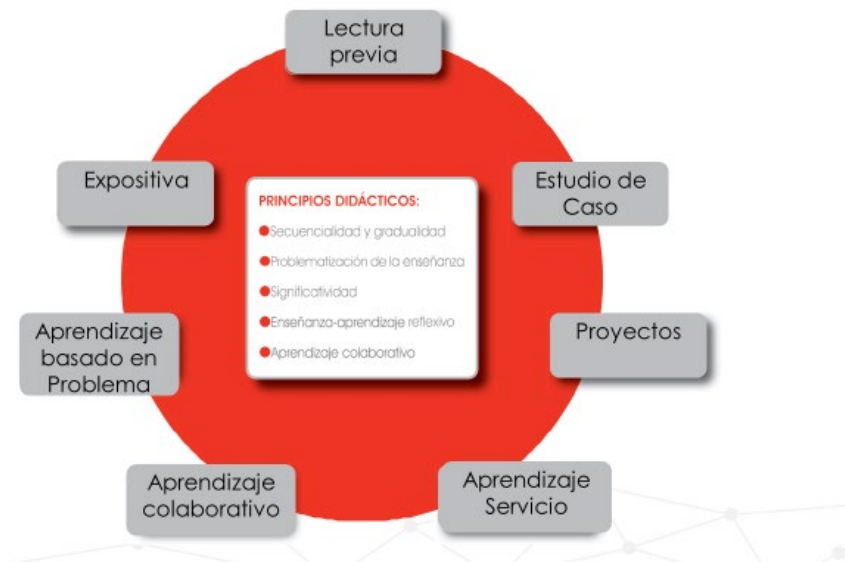 Lectura
previa
Expositiva
Estudio de
Caso
PRINCIPIOS DIDÁCTICOS:
Secuencialidad y gradualidad
Problematización de la enseñanza
Significatividad
Enseñanza-aprendizaje reflexivo
Aprendizaje colaborativo
Aprendizaje
basado en
Problema
Proyectos
Aprendizaje
colaborativo
Aprendizaje
Servicio